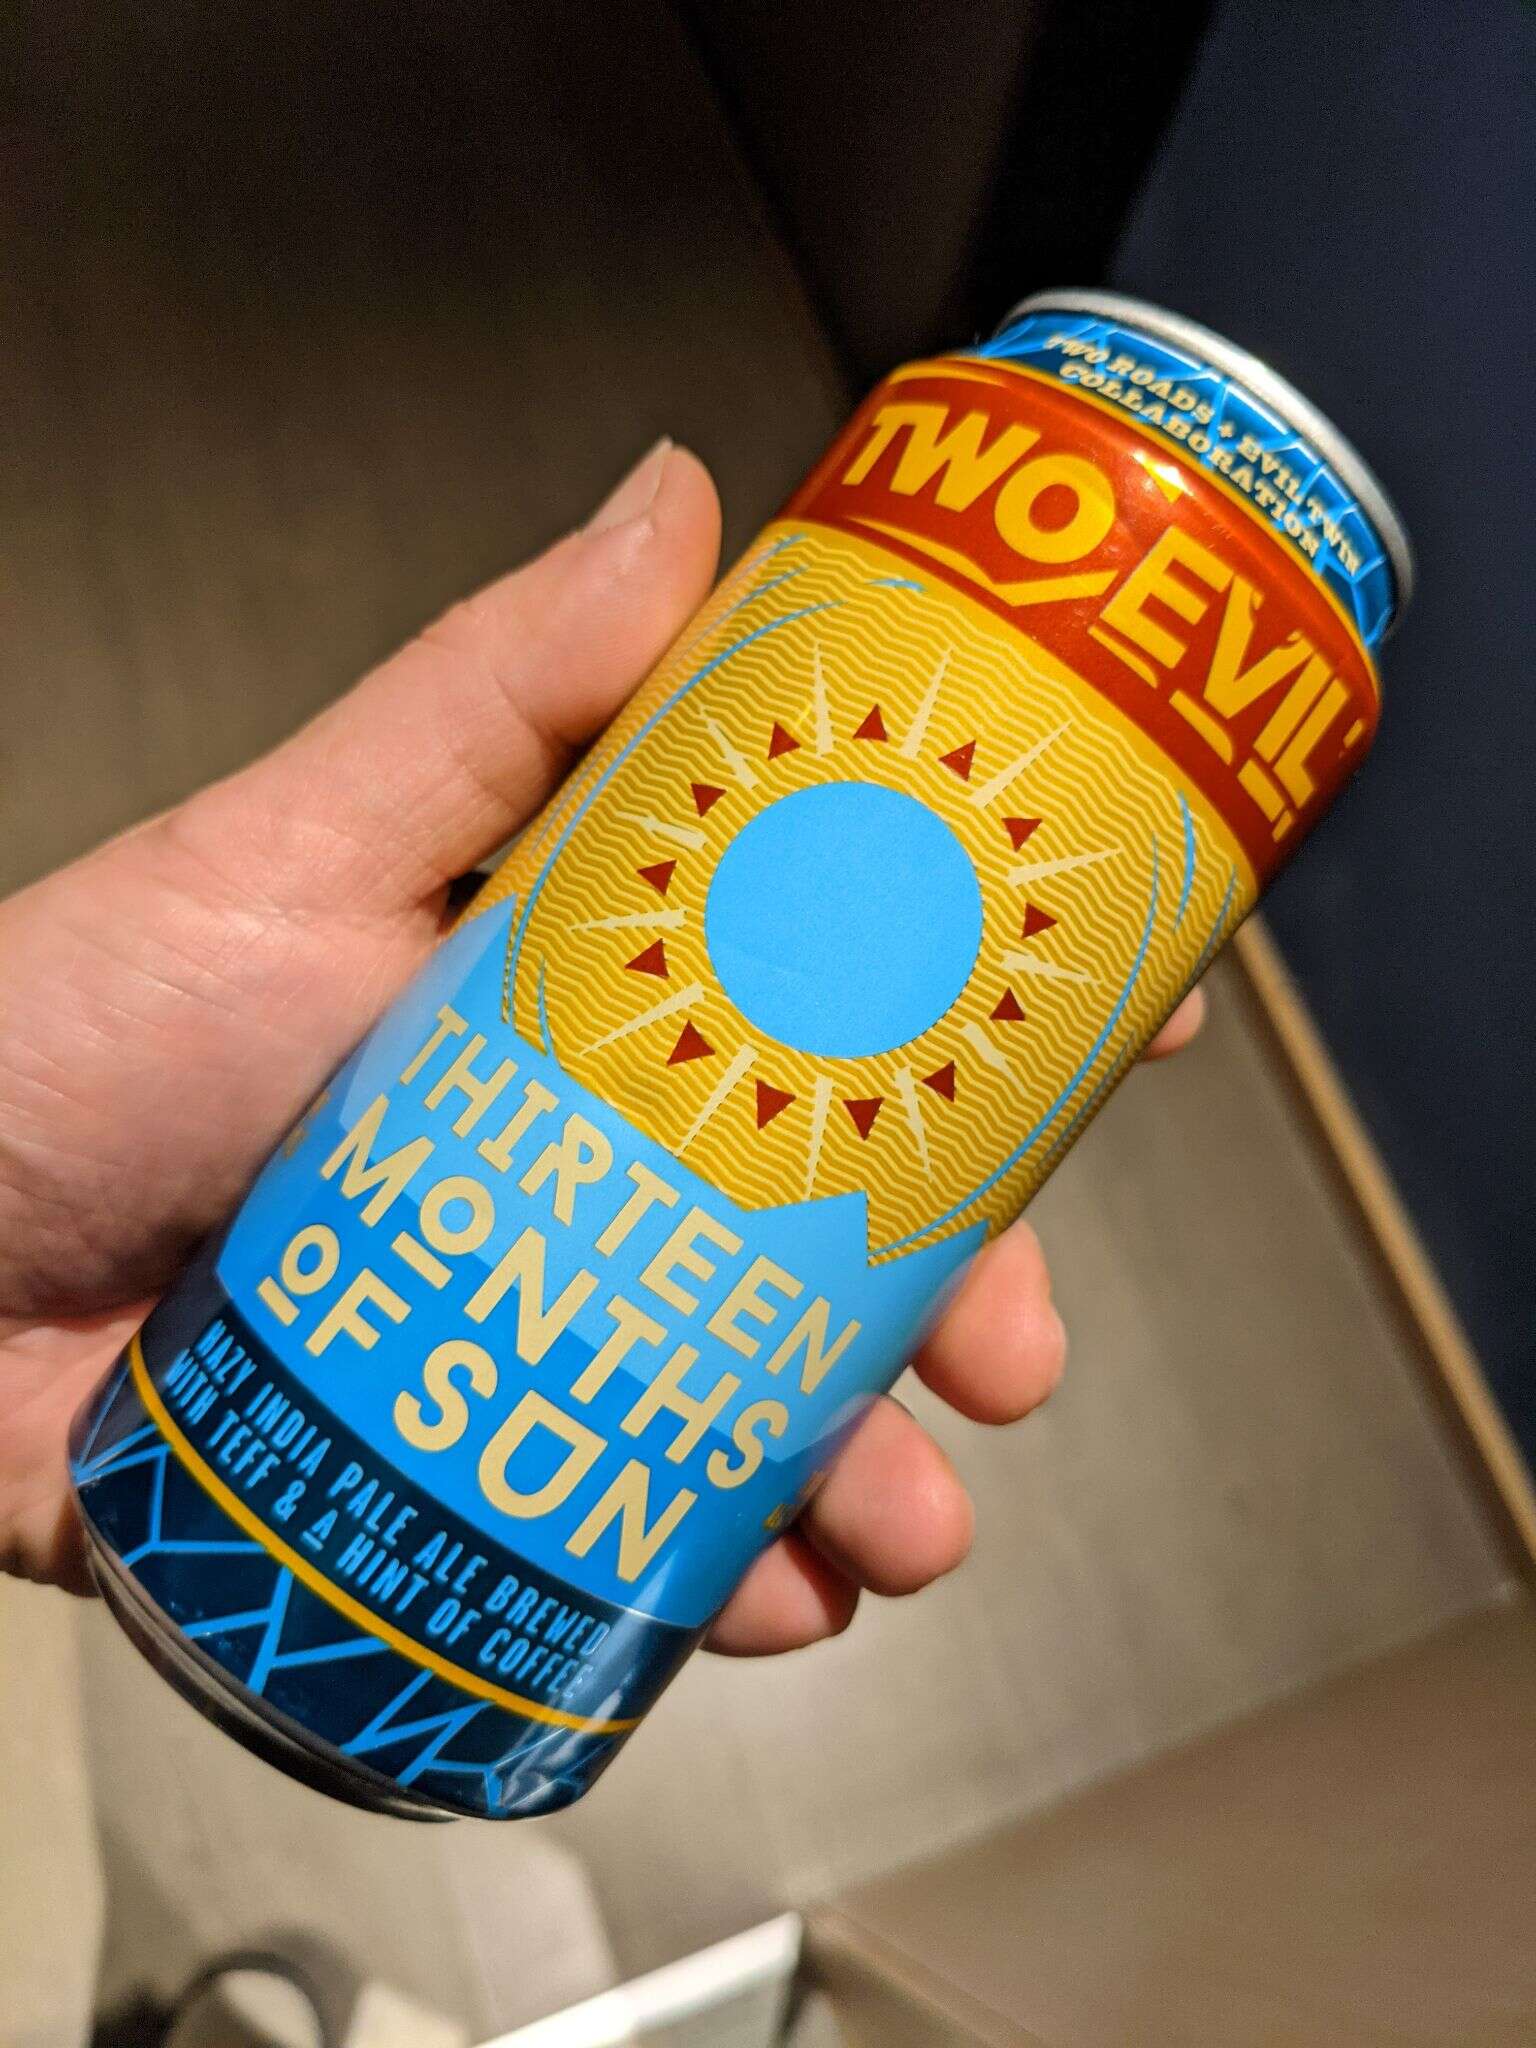 TWO ROADS + EVIL TWIN
COLLABORATION
TWO EVIL
THIRTEEN
MONTHS
OF SUN
HAZY INDIA PALE ALE BREWED
WITH TEFF & A HINT OF COFFEE